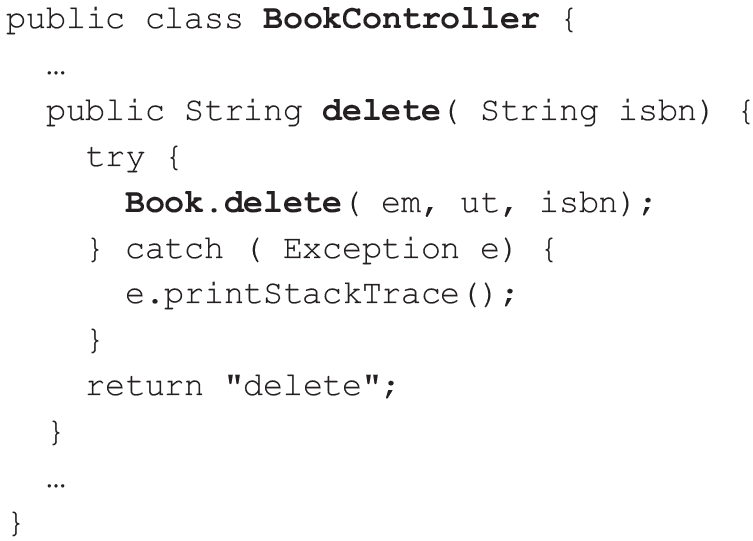 public class BookController {
  …
  public String delete( String isbn) {
    try {
      Book.delete( em, ut, isbn);
    } catch ( Exception e) {
      e.printStackTrace();
    }
    return "delete";
  }
  …
}